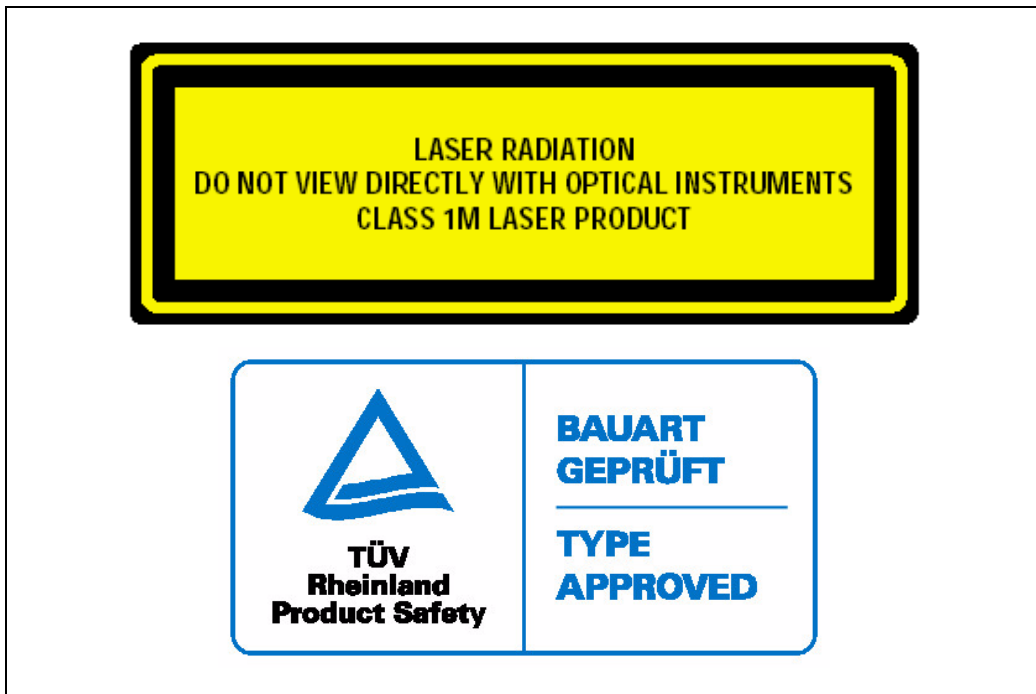 LASER RADIATION
DO NOT VIEW DIRECTLY WITH OPTICAL INSTRUMENTS
CLASS 1M LASER PRODUCT
TÜV
Rheinland
Product Safety
BAUART
GEPRÜFT
TYPE
APPROVED